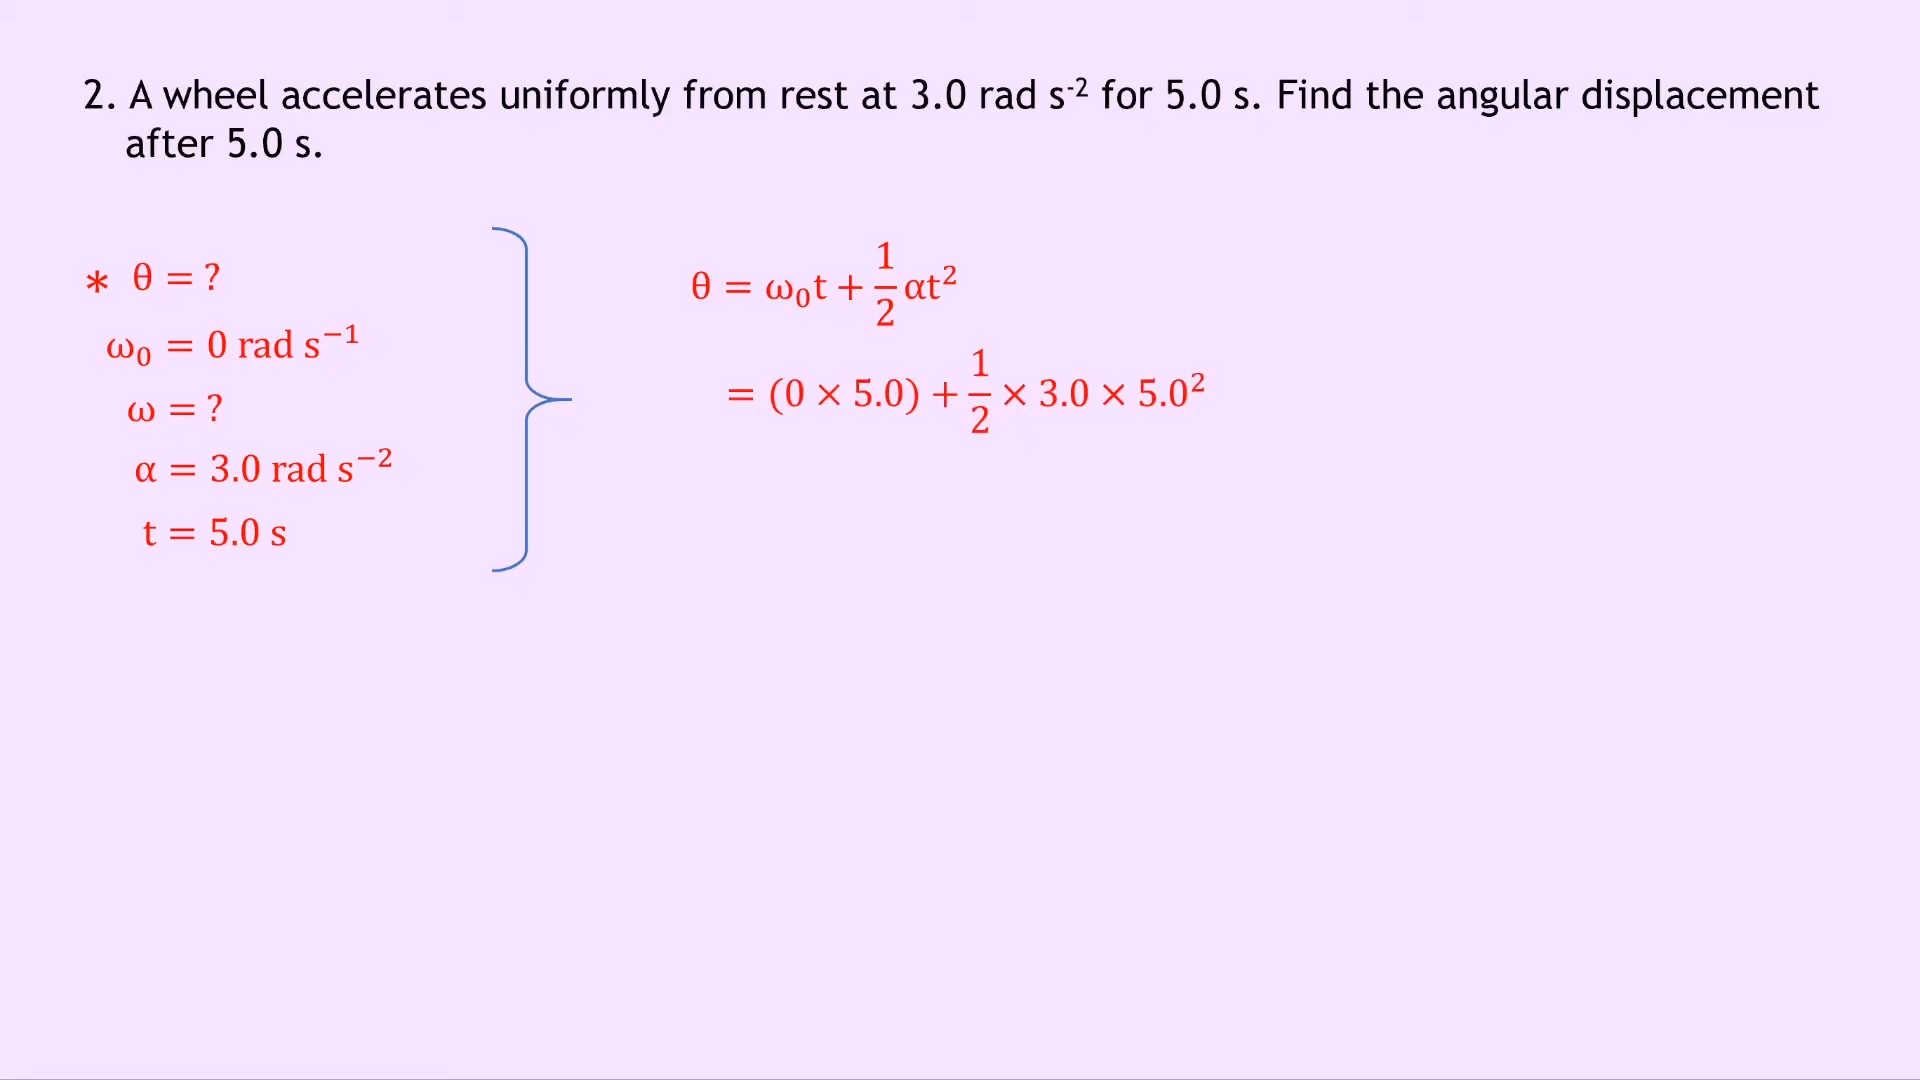 2. A wheel accelerates uniformly from rest at 3.0 rad s⁻² for 5.0 s. Find the angular displacement
after 5.0 s.
* θ = ?
ω₀ = 0 rad s⁻¹
ω = ?
α = 3.0 rad s⁻²
t = 5.0 s
θ = ω₀t + 1/2 αt²
= (0 × 5.0) + 1/2 × 3.0 × 5.0²